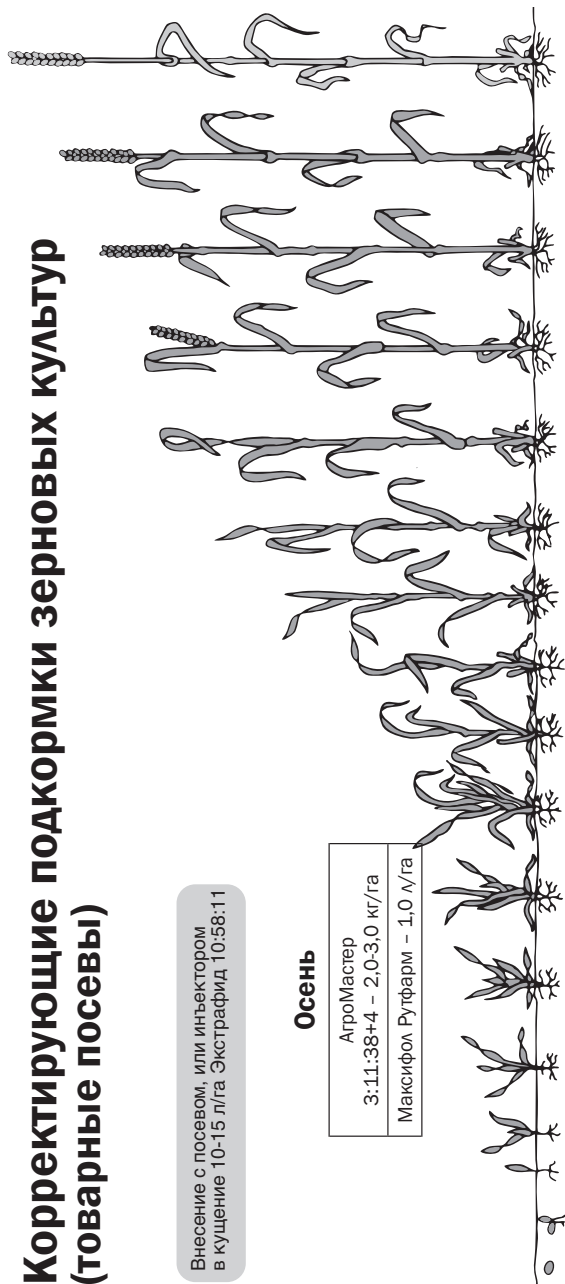 Корректирующие подкормки зерновых культур
(товарные посевы)
Внесение с посевом, или инъектором
в кущение 10-15 л/га Экстрафид 10:58:11
Осень
АгроМастер
3:11:38+4 – 2,0-3,0 кг/га
Максифол Рутфарм – 1,0 л/га